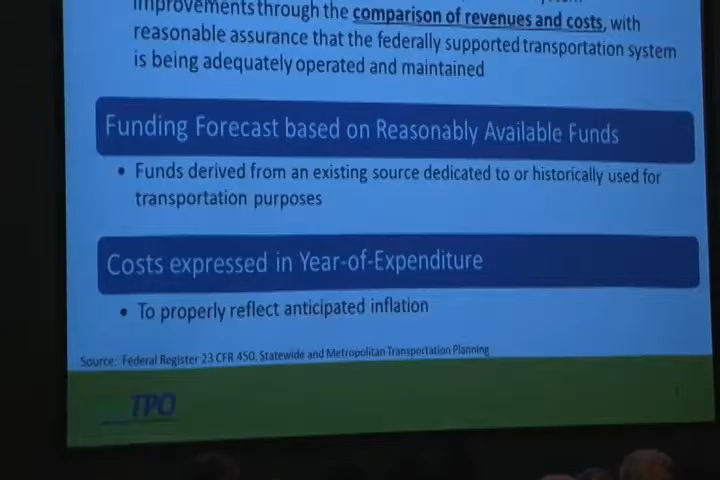 improvements through the comparison of revenues and costs, with
reasonable assurance that the federally supported transportation system
is being adequately operated and maintained
Funding Forecast based on Reasonably Available Funds
• Funds derived from an existing source dedicated to or historically used for
transportation purposes
Costs expressed in Year-of-Expenditure
• To properly reflect anticipated inflation
Source: Federal Register 23 CFR 450, Statewide and Metropolitan Transportation Planning
TPO